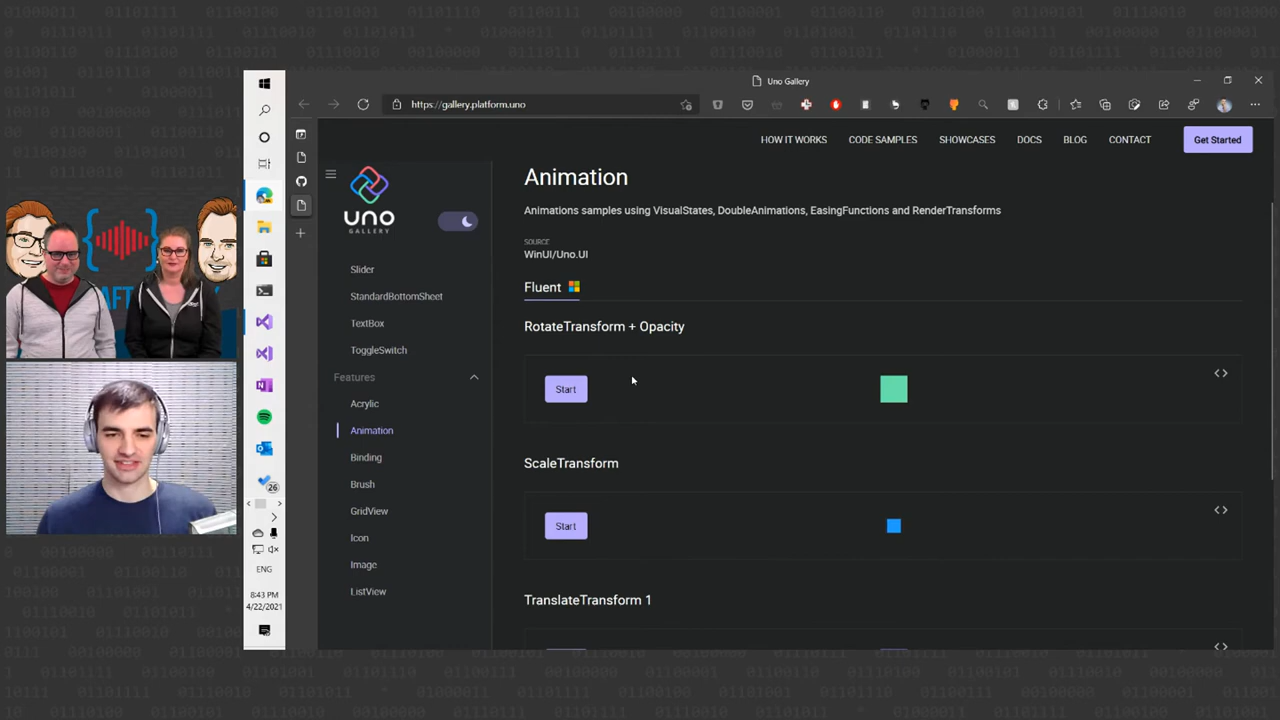 Uno Gallery
https://gallery.platform.uno
HOW IT WORKS
CODE SAMPLES
SHOWCASES
DOCS
BLOG
CONTACT
Get Started
UNO
GALLERY
Slider
StandardBottomSheet
TextBox
ToggleSwitch
Features
Acrylic
Animation
Binding
Brush
GridView
Icon
Image
ListView
Animation
Animations samples using VisualStates, DoubleAnimations, EasingFunctions and RenderTransforms
SOURCE
WinUI/Uno.UI
Fluent
RotateTransform + Opacity
Start
<>
ScaleTransform
Start
<>
TranslateTransform 1
<>
26
ENG
8:43 PM
4/22/2021